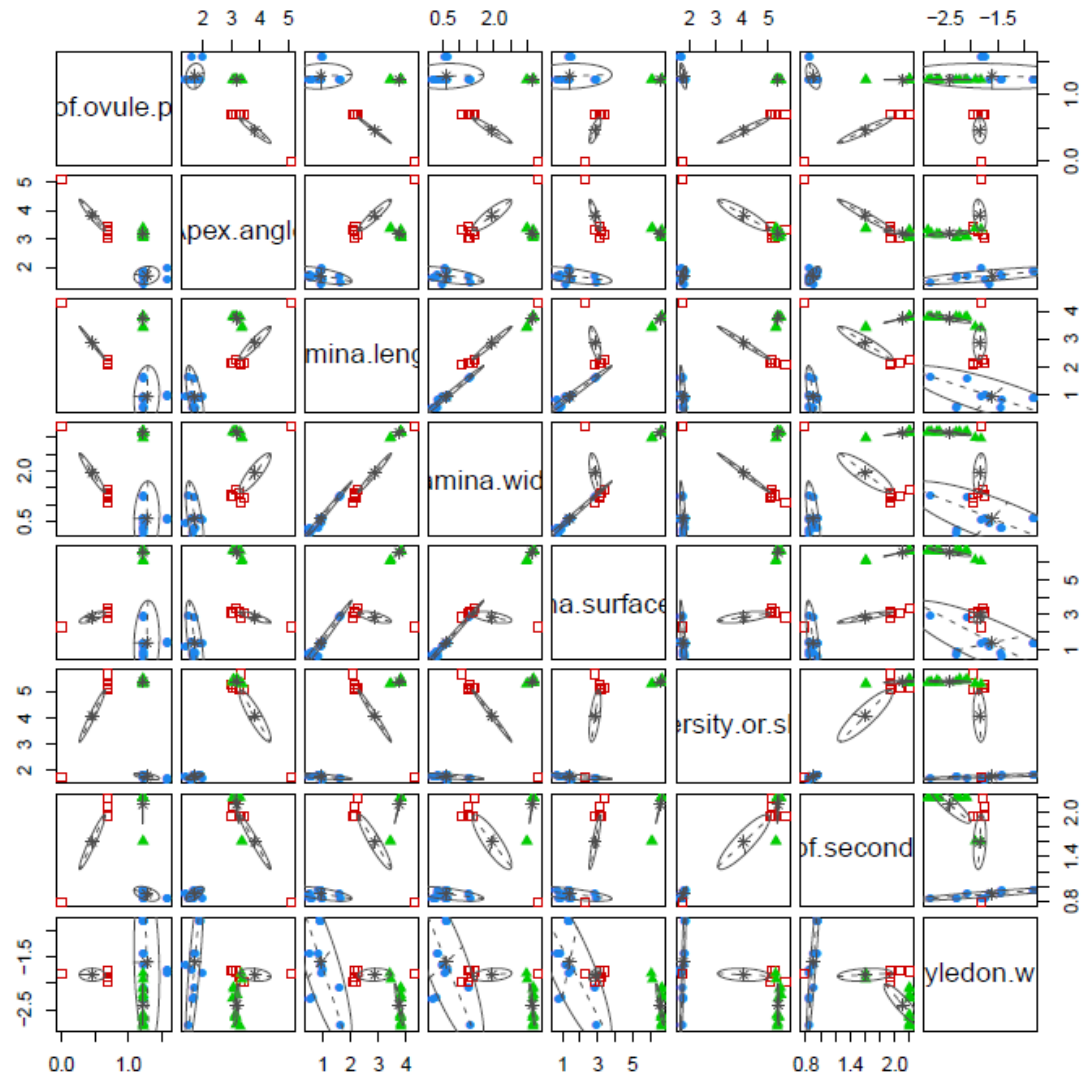 2 3 4 5 0.5 2.0 2 3 4 5 −2.5 −1.5
of.ovule.p
0.0 1.0
2 3 4 5
Apex.angle
mina.leng
1 2 3 4
0.5 2.0
amina.wid
na.surface
1 3 5
2 3 4 5
ersity.or.sl
of.second
0.8 1.4 2.0
−2.5 −1.5
yledon.w
0.0 1.0 1 2 3 4 1 3 5 0.8 1.4 2.0